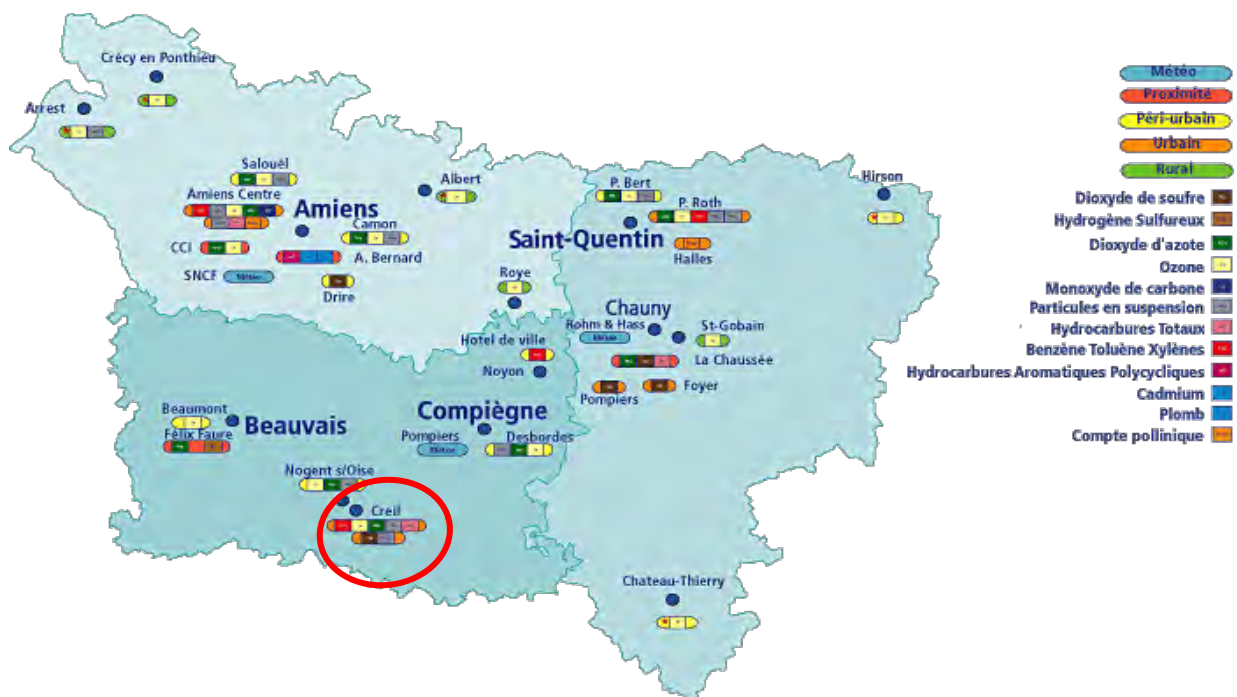 Crécy en Ponthieu
Arrest
Salouël
Amiens Centre
Amiens
Camon
CCI
A. Bernard
SNCF
Météo
Drire
Albert
Roye
P. Bert
P. Roth
Saint-Quentin
Halles
Hirson
Chauny
Rohm & Hass
Météo
St-Gobain
La Chaussée
Pompiers
Foyer
Hotel de ville
Noyon
Beaumont
Beauvais
Félix Faure
Compiègne
Pompiers
Météo
Desbordes
Nogent s/Oise
Creil
Chateau-Thierry
Météo
Proximité
Péri-urbain
Urbain
Rural
Dioxyde de soufre
Hydrogène Sulfureux
Dioxyde d'azote
Ozone
Monoxyde de carbone
Particules en suspension
Hydrocarbures Totaux
Benzène Toluène Xylènes
Hydrocarbures Aromatiques Polycycliques
Cadmium
Plomb
Compte pollinique